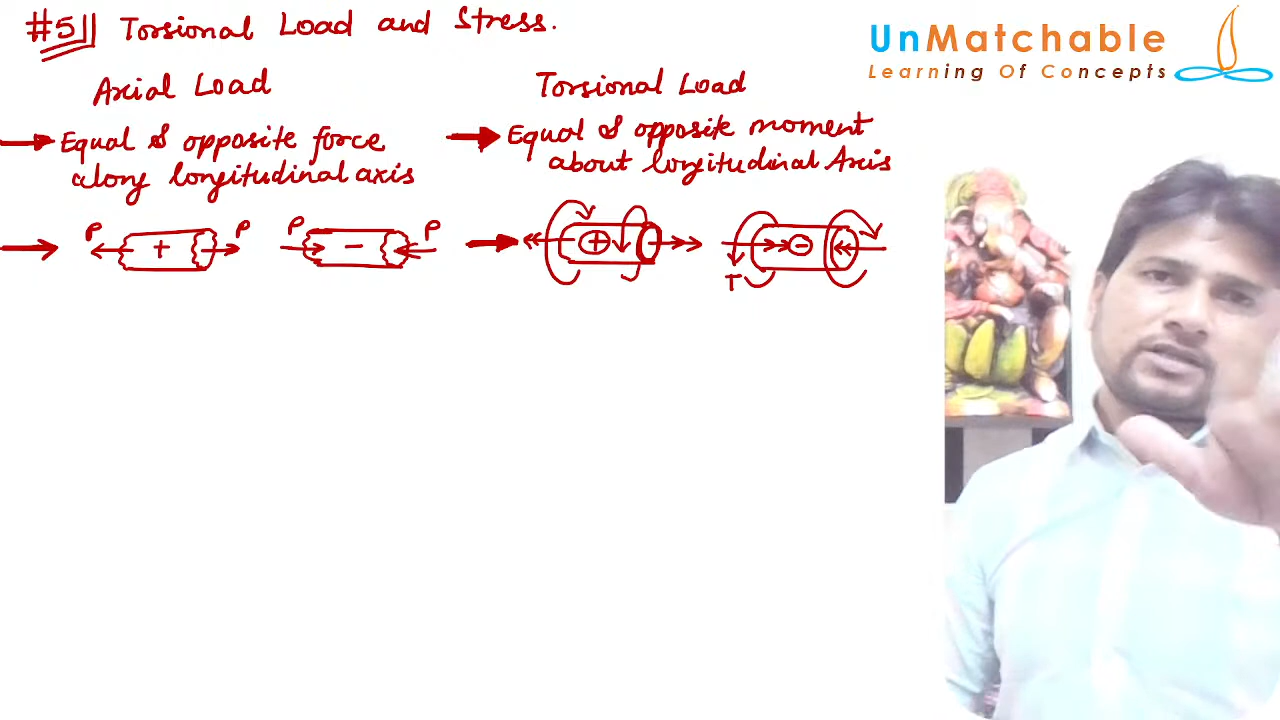 #5 Torsional Load and Stress.
UnMatchable
Learning Of Concepts
Axial Load
Equal & opposite force
along longitudinal axis
P + P P - P
Torsional Load
Equal & opposite moment
about longitudinal Axis
+ -
T